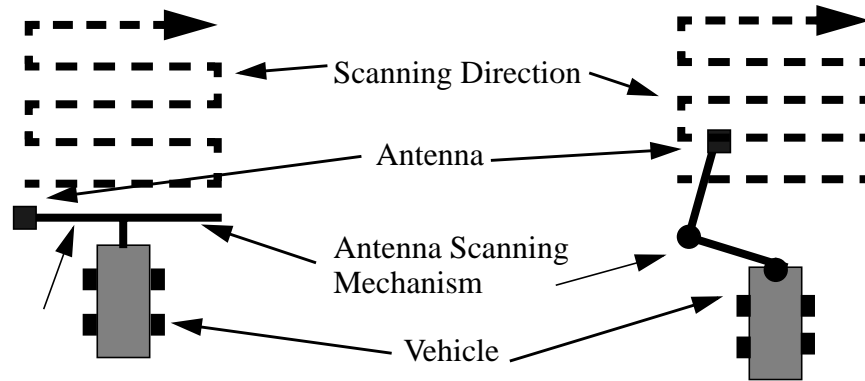 Scanning Direction
Antenna
Antenna Scanning
Mechanism
Vehicle